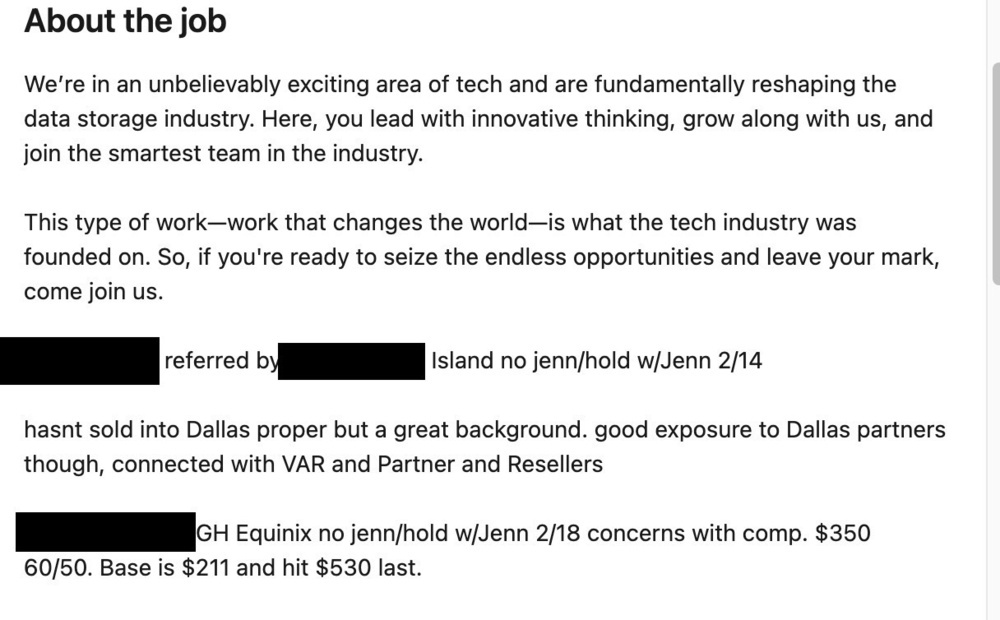 About the job
We’re in an unbelievably exciting area of tech and are fundamentally reshaping the
data storage industry. Here, you lead with innovative thinking, grow along with us, and
join the smartest team in the industry.
This type of work—work that changes the world—is what the tech industry was
founded on. So, if you're ready to seize the endless opportunities and leave your mark,
come join us.
referred by Island no jenn/hold w/Jenn 2/14
hasnt sold into Dallas proper but a great background. good exposure to Dallas partners
though, connected with VAR and Partner and Resellers
GH Equinix no jenn/hold w/Jenn 2/18 concerns with comp. $350
60/50. Base is $211 and hit $530 last.